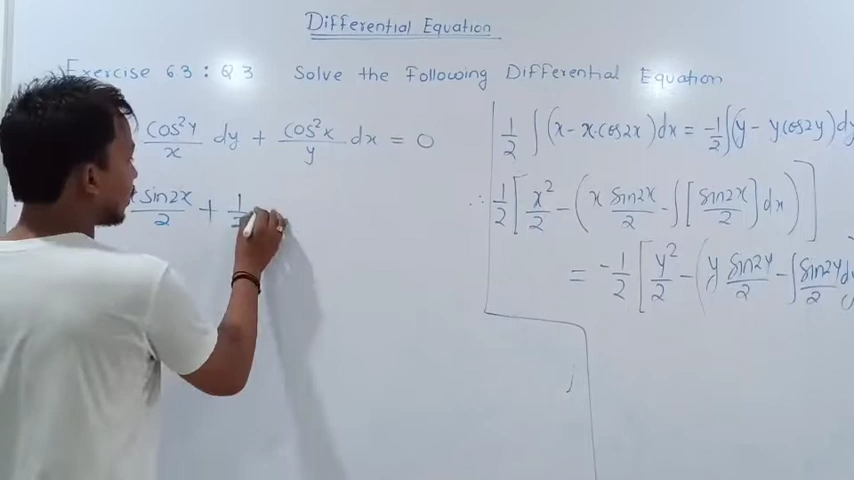 Differential Equation
Exercise 63 : Q 3 Solve the Following Differential Equation
cos²y/x dy + cos²x/y dx = 0
x sin2x/2 + 1/2
1/2 ∫(x - x·cos2x)dx = -1/2 ∫(y - y cos2y)dy
∴ 1/2 [x²/2 - (x sin2x/2 - ∫[sin2x/2]dx)]
= -1/2 [y²/2 - (y sin2y/2 - ∫ sin2y/2 dy